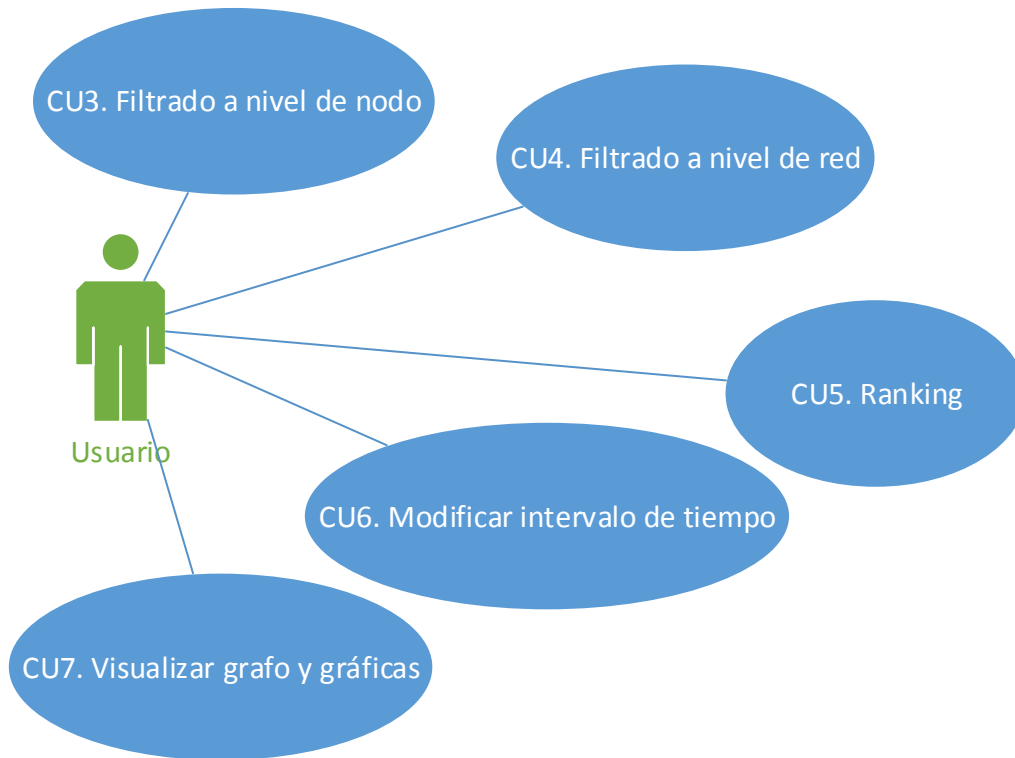 CU3. Filtrado a nivel de nodo
CU4. Filtrado a nivel de red
CU5. Ranking
Usuario
CU6. Modificar intervalo de tiempo
CU7. Visualizar grafo y gráficas